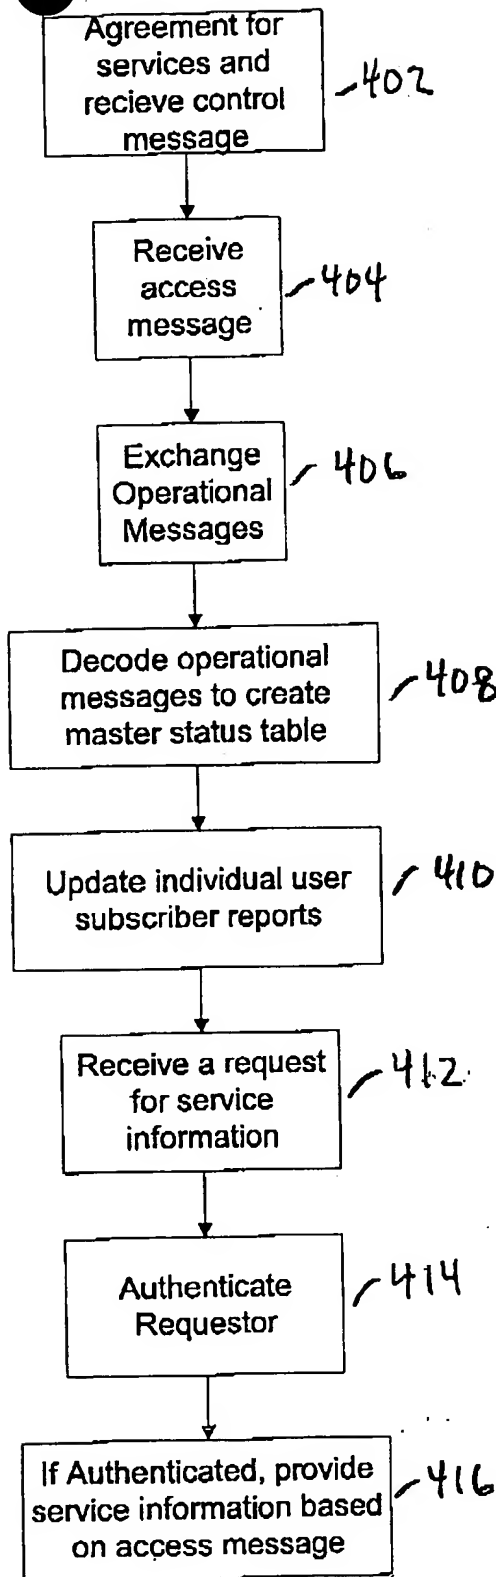 Agreement for
services and
recieve control
message
402
Receive
access
message
404
Exchange
Operational
Messages
406
Decode operational
messages to create
master status table
408
Update individual user
subscriber reports
410
Receive a request
for service
information
412
Authenticate
Requestor
414
If Authenticated, provide
service information based
on access message
416